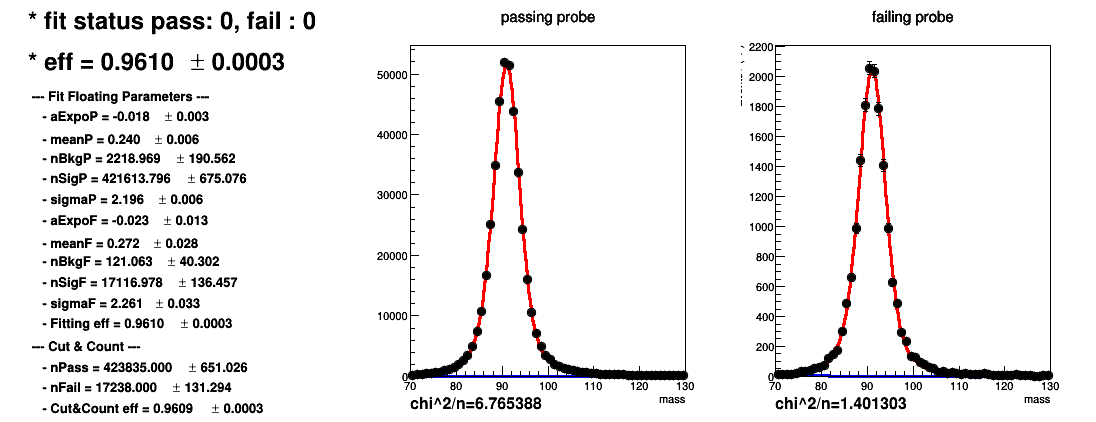 * fit status pass: 0, fail : 0
* eff = 0.9610 ± 0.0003
--- Fit Floating Parameters ---
- aExpoP = -0.018 ± 0.003
- meanP = 0.240 ± 0.006
- nBkgP = 2218.969 ± 190.562
- nSigP = 421613.796 ± 675.076
- sigmaP = 2.196 ± 0.006
- aExpoF = -0.023 ± 0.013
- meanF = 0.272 ± 0.028
- nBkgF = 121.063 ± 40.302
- nSigF = 17116.978 ± 136.457
- sigmaF = 2.261 ± 0.033
- Fitting eff = 0.9610 ± 0.0003
--- Cut & Count ---
- nPass = 423835.000 ± 651.026
- nFail = 17238.000 ± 131.294
- Cut&Count eff = 0.9609 ± 0.0003
passing probe
50000
40000
30000
20000
10000
0
70 80 90 100 110 120 130
mass
chi^2/n=6.765388
failing probe
2200
2000
1800
1600
1400
1200
1000
800
600
400
200
0
70 80 90 100 110 120 130
mass
chi^2/n=1.401303